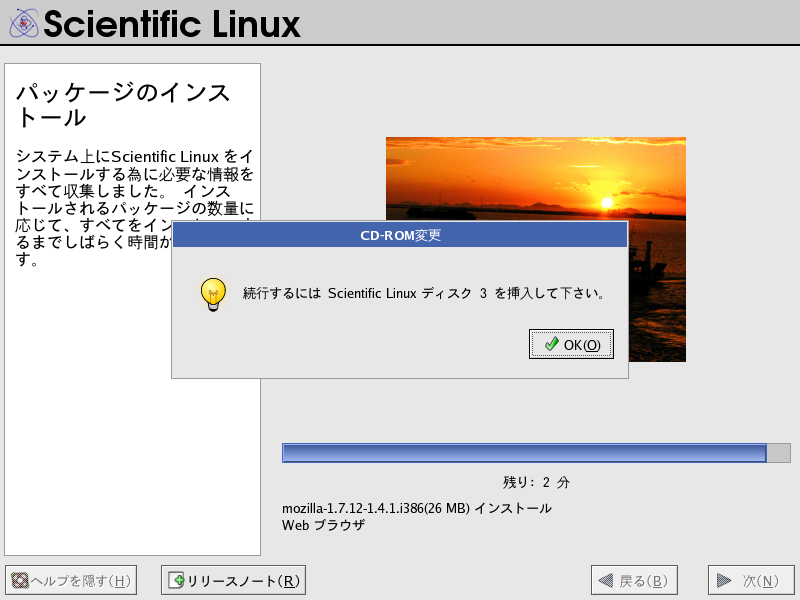 Scientific Linux
パッケージのインス
トール
システム上にScientific Linux をイ
ンストールする為に必要な情報を
すべて収集しました。 インス
トールされるパッケージの数量に
応じて、すべてをイン
るまでしばらく時間か
す。
CD-ROM変更
続行するには Scientific Linux ディスク 3 を挿入して下さい。
OK(O)
残り: 2 分
mozilla-1.7.12-1.4.1.i386(26 MB) インストール
Web ブラウザ
ヘルプを隠す(H)
リリースノート(R)
戻る(B)
次(N)